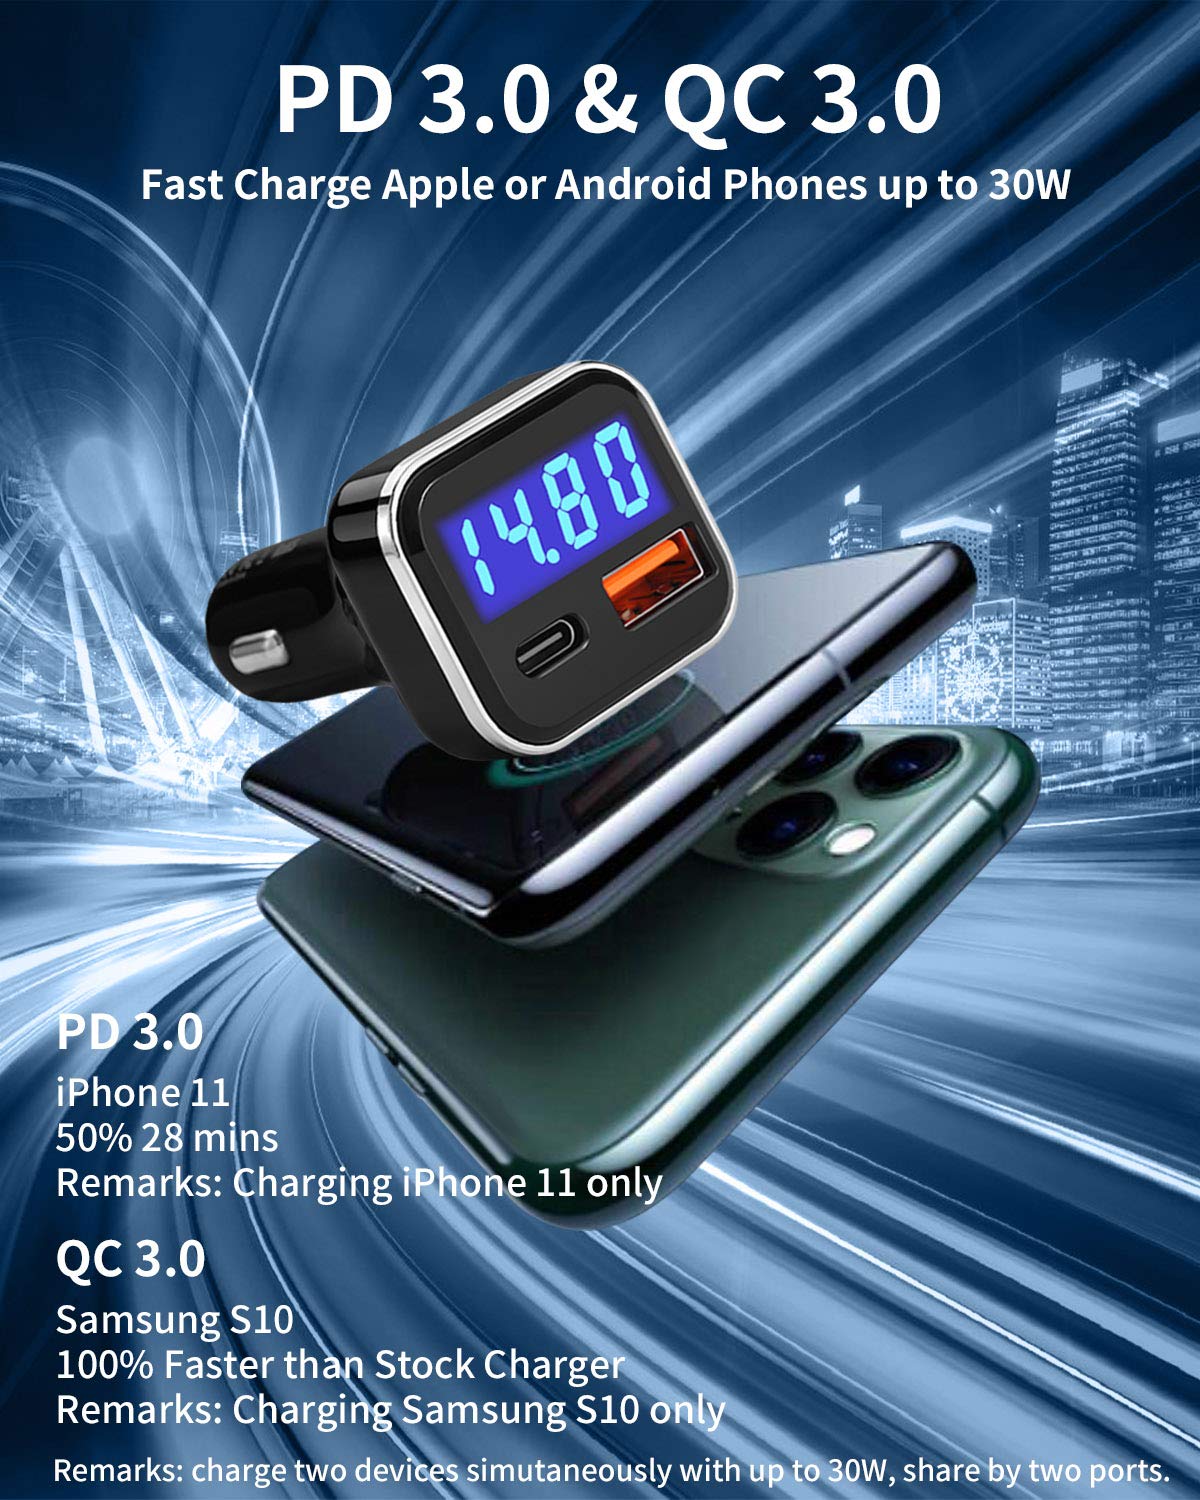 PD 3.0 & QC 3.0
Fast Charge Apple or Android Phones up to 30W
14.80
PD 3.0
iPhone 11
50% 28 mins
Remarks: Charging iPhone 11 only
QC 3.0
Samsung S10
100% Faster than Stock Charger
Remarks: Charging Samsung S10 only
Remarks: charge two devices simutaneously with up to 30W, share by two ports.